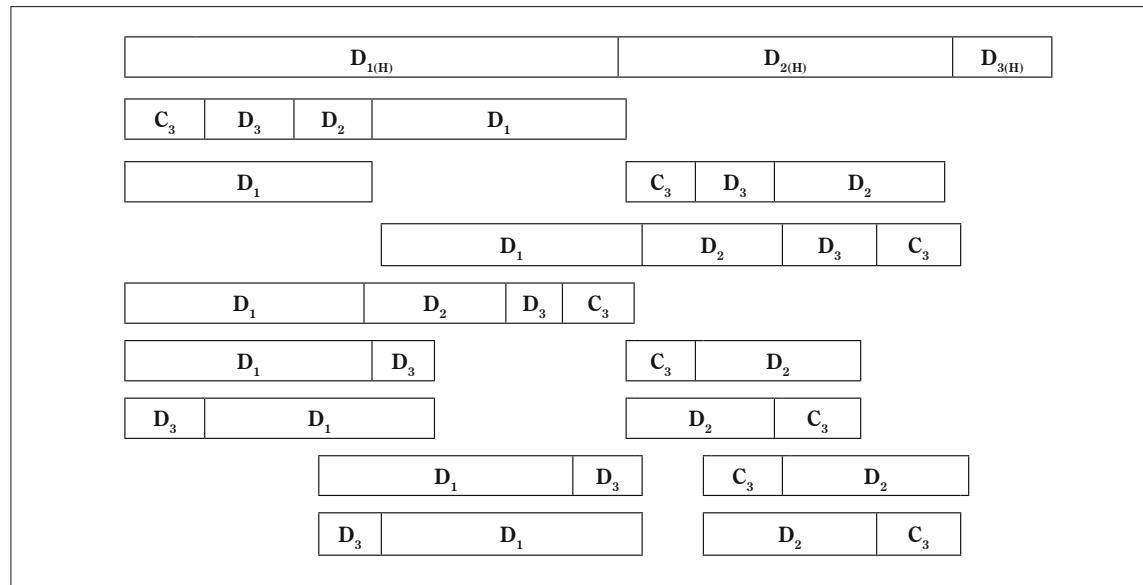 D1(H) D2(H) D3(H)
C3 D3 D2 D1
D1 C3 D3 D2
D1 D2 D3 C3
D1 D2 D3 C3
D1 D3 C3 D2
D3 D1 D2 C3
D1 D3 C3 D2
D3 D1 D2 C3